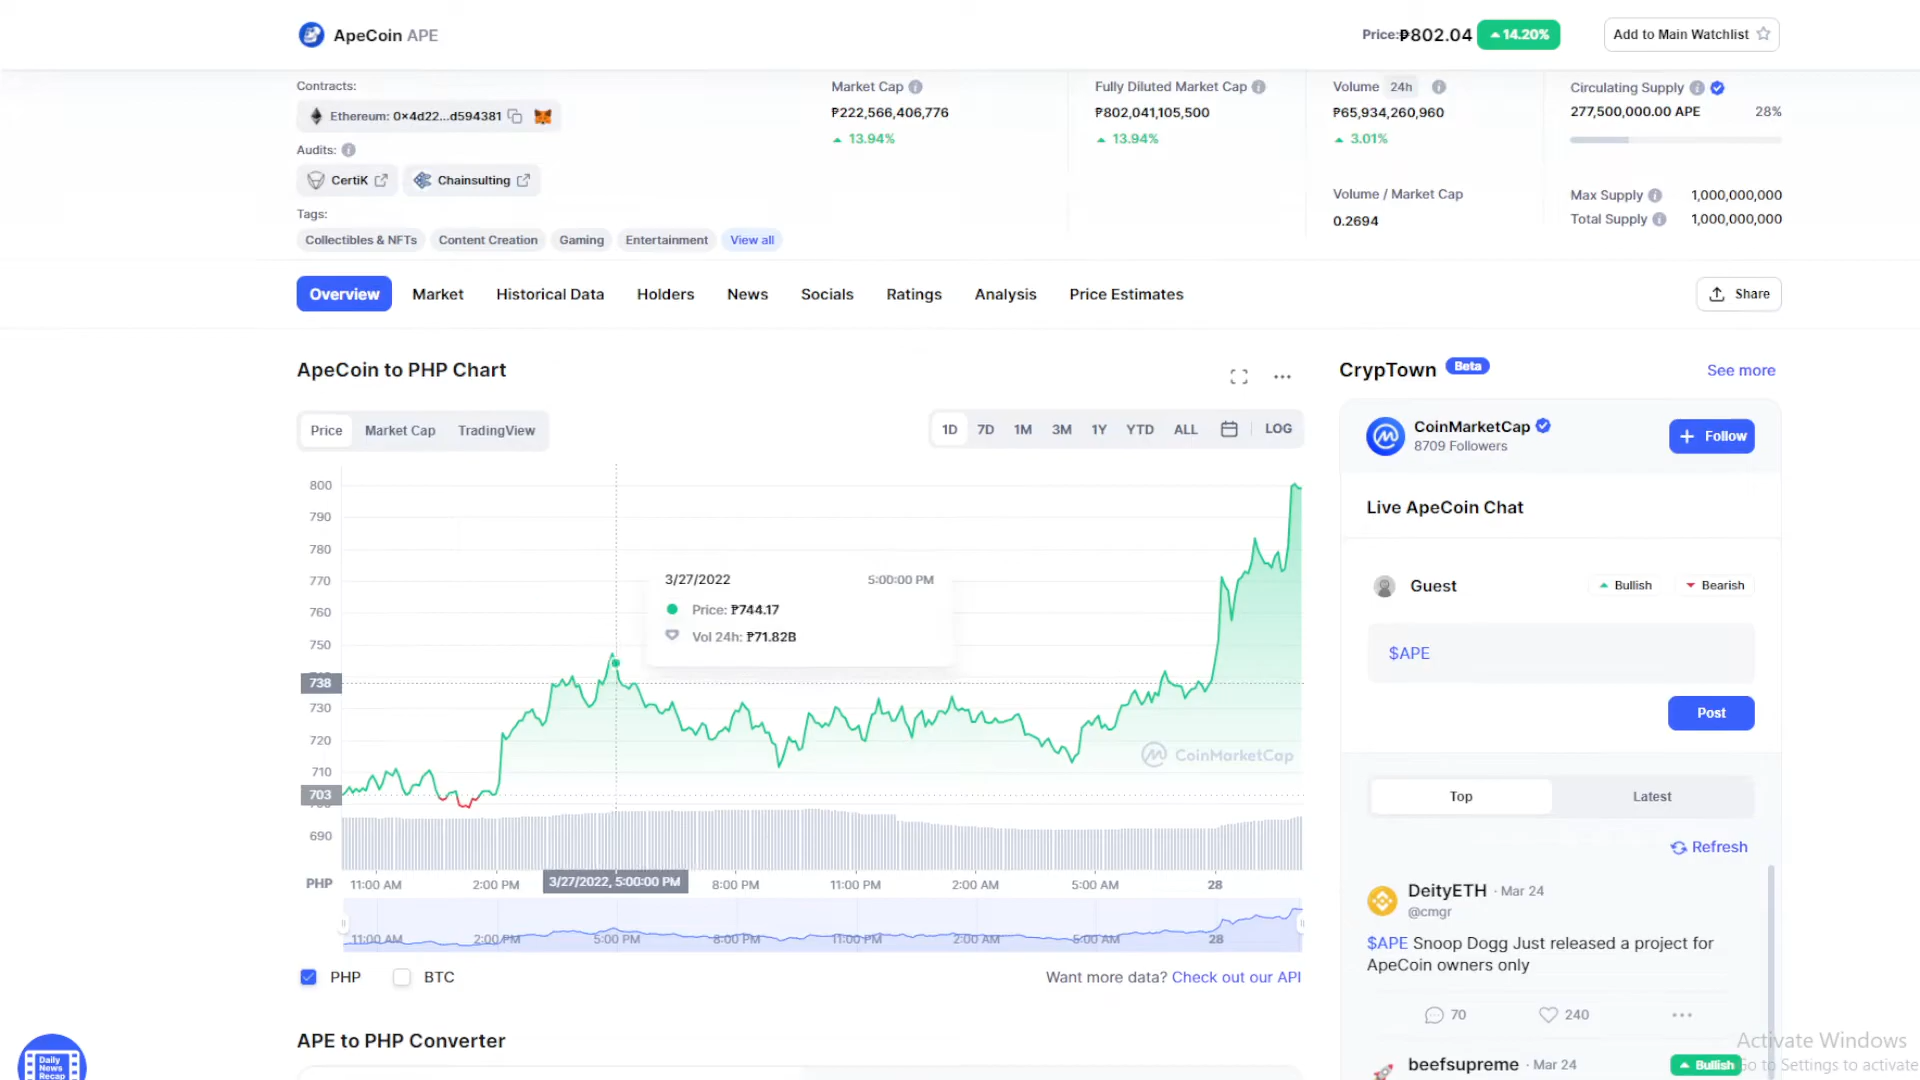 ApeCoin APE
Price:₱802.04
14.20%
Add to Main Watchlist
Contracts:
Ethereum: 0x4d22...d594381
Audits:
CertiK
Chainsulting
Tags:
Collectibles & NFTs
Content Creation
Gaming
Entertainment
View all
Market Cap
₱222,566,406,776
13.94%
Fully Diluted Market Cap
₱802,041,105,500
13.94%
Volume 24h
₱65,934,260,960
3.01%
Volume / Market Cap
0.2694
Circulating Supply
277,500,000.00 APE
28%
Max Supply 1,000,000,000
Total Supply 1,000,000,000
Overview
Market
Historical Data
Holders
News
Socials
Ratings
Analysis
Price Estimates
Share
ApeCoin to PHP Chart
Price
Market Cap
TradingView
1D
7D
1M
3M
1Y
YTD
ALL
LOG
800
790
780
770
760
750
738
730
720
710
703
690
3/27/2022 5:00:00 PM
Price: ₱744.17
Vol 24h: ₱71.82B
CoinMarketCap
PHP
11:00 AM
2:00 PM
3/27/2022, 5:00:00 PM
8:00 PM
11:00 PM
2:00 AM
5:00 AM
28
11:00 AM
2:00 PM
5:00 PM
8:00 PM
11:00 PM
2:00 AM
5:00 AM
28
PHP
BTC
Want more data? Check out our API
APE to PHP Converter
CrypTown Beta
See more
CoinMarketCap
8709 Followers
Follow
Live ApeCoin Chat
Guest
Bullish
Bearish
$APE
Post
Top
Latest
Refresh
DeityETH · Mar 24
@cmgr
$APE Snoop Dogg Just released a project for
ApeCoin owners only
70
240
beefsupreme · Mar 24
Bullish
Activate Windows
Go to Settings to activate
Daily
News
Recap